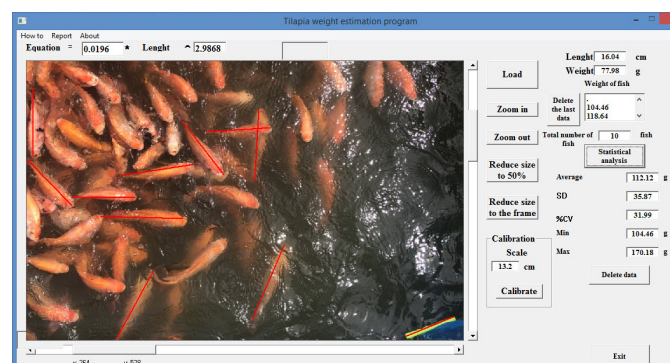 Tilapia weight estimation program
How to Report About
Equation = 0.0196 * Lenght ^ 2.9868
Lenght 16.04 cm
Weight 77.98 g
Weight of fish
Load
Zoom in
Delete the last data
104.46
118.64
Zoom out
Total number of fish 10 fish
Statistical analysis
Reduce size to 50%
Average 112.12 g
SD 35.87
Reduce size to the frame
%CV 31.99
Min 104.46 g
Max 170.18 g
Calibration
Scale
13.2 cm
Calibrate
Delete data
Exit